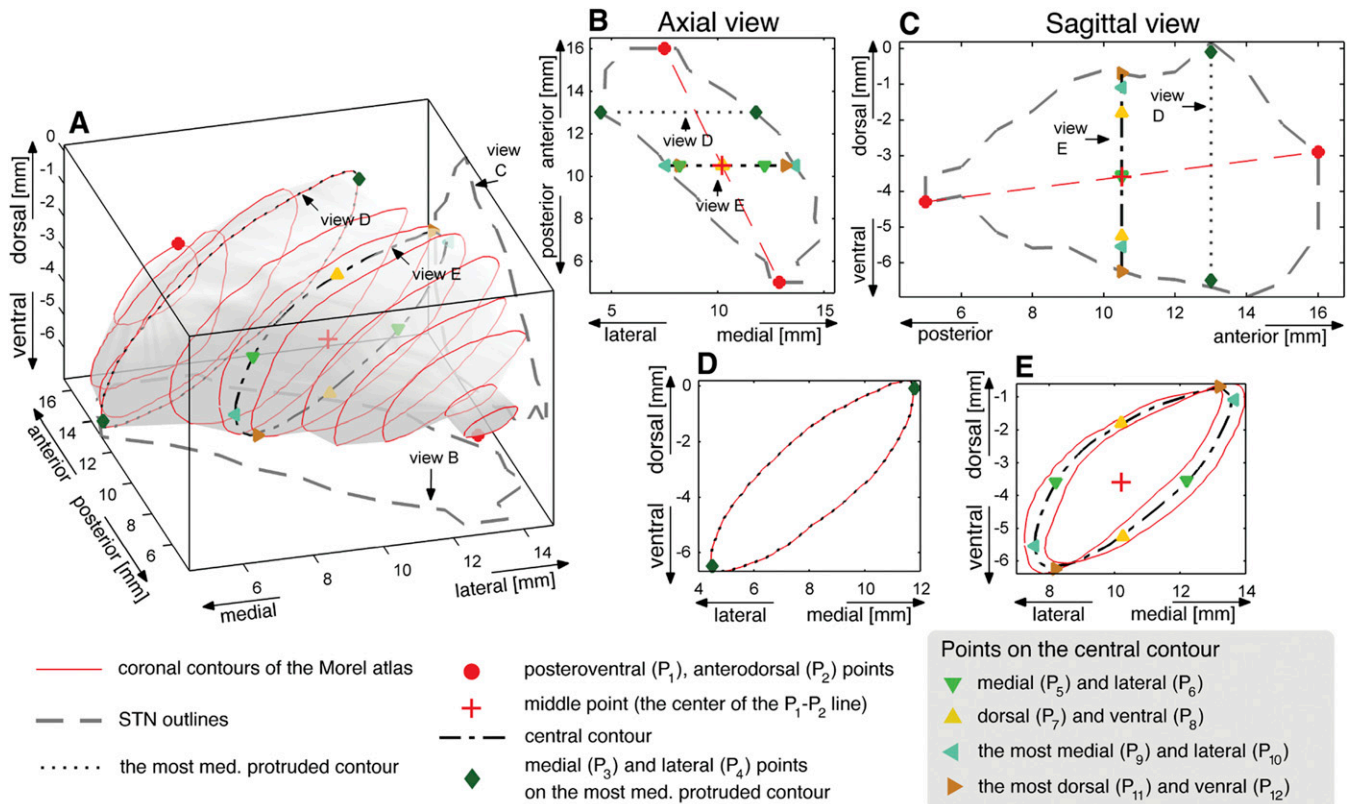 A
0
-1
-2
-3
-4
-5
-6
dorsal [mm]
ventral
16
14
12
10
8
6
anterior
posterior [mm]
6
8
10
12
14
medial
lateral [mm]
view C
view D
view E
view B
B
Axial view
16
14
12
10
8
6
anterior [mm]
posterior
view D
view E
5
10
15
lateral
medial [mm]
C
Sagittal view
0
-1
-2
-3
-4
-5
-6
dorsal [mm]
ventral
view
E
view
D
6
8
10
12
14
16
posterior
anterior [mm]
D
0
-2
-4
-6
dorsal [mm]
ventral
4
6
8
10
12
lateral
medial [mm]
E
-1
-2
-3
-4
-5
-6
dorsal [mm]
ventral
8
10
12
14
lateral
medial [mm]
coronal contours of the Morel atlas
STN outlines
the most med. protruded contour
posteroventral (P1), anterodorsal (P2) points
middle point (the center of the P1-P2 line)
central contour
medial (P3) and lateral (P4) points
on the most med. protruded contour
Points on the central contour
medial (P5) and lateral (P6)
dorsal (P7) and ventral (P8)
the most medial (P9) and lateral (P10)
the most dorsal (P11) and venral (P12)